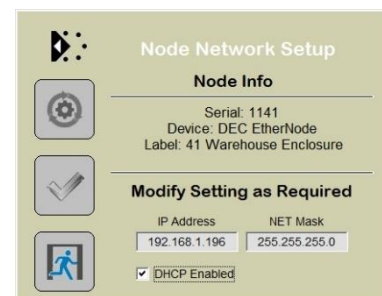 Node Network Setup
Node Info
Serial: 1141
Device: DEC EtherNode
Label: 41 Warehouse Enclosure
Modify Setting as Required
IP Address NET Mask
192.168.1.196 255.255.255.0
DHCP Enabled